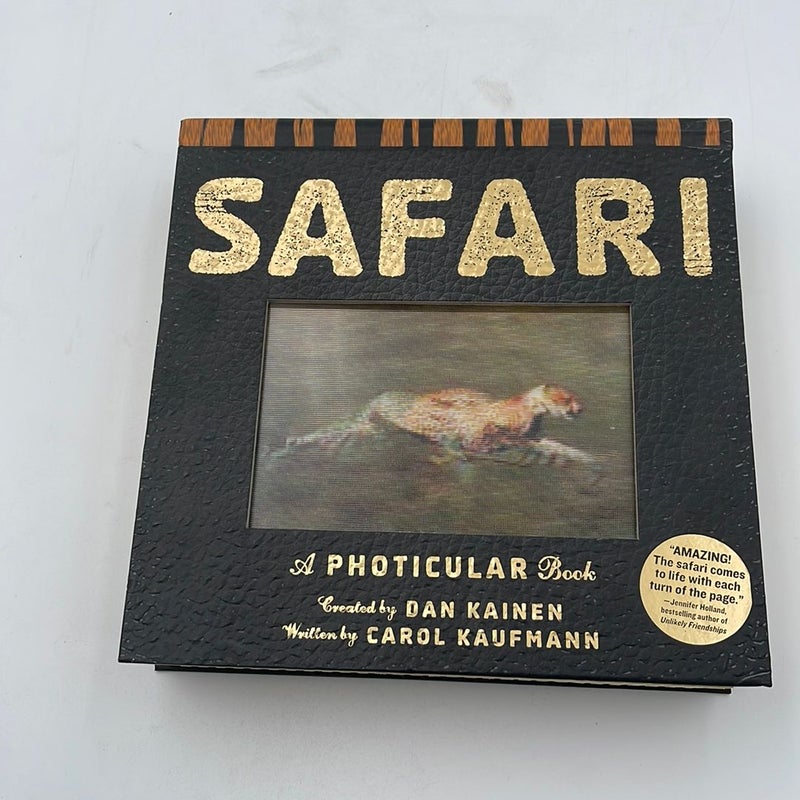 SAFARI
A PHOTICULAR Book
Created by DAN KAINEN
Written by CAROL KAUFMANN
"AMAZING!
The safari comes
to life with each
turn of the page."
—Jennifer Holland,
bestselling author of
Unlikely Friendships